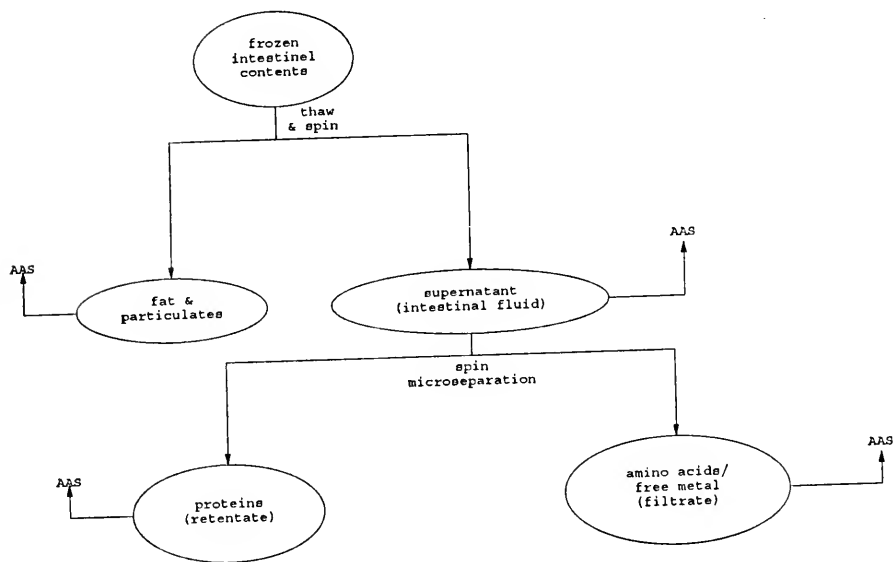 frozen
intestinel
contents
thaw
& spin
AAS
AAS
fat &
particulates
supernatant
(intestinal fluid)
spin
microseparation
AAS
AAS
proteins
(retentate)
amino acids/
free metal
(filtrate)